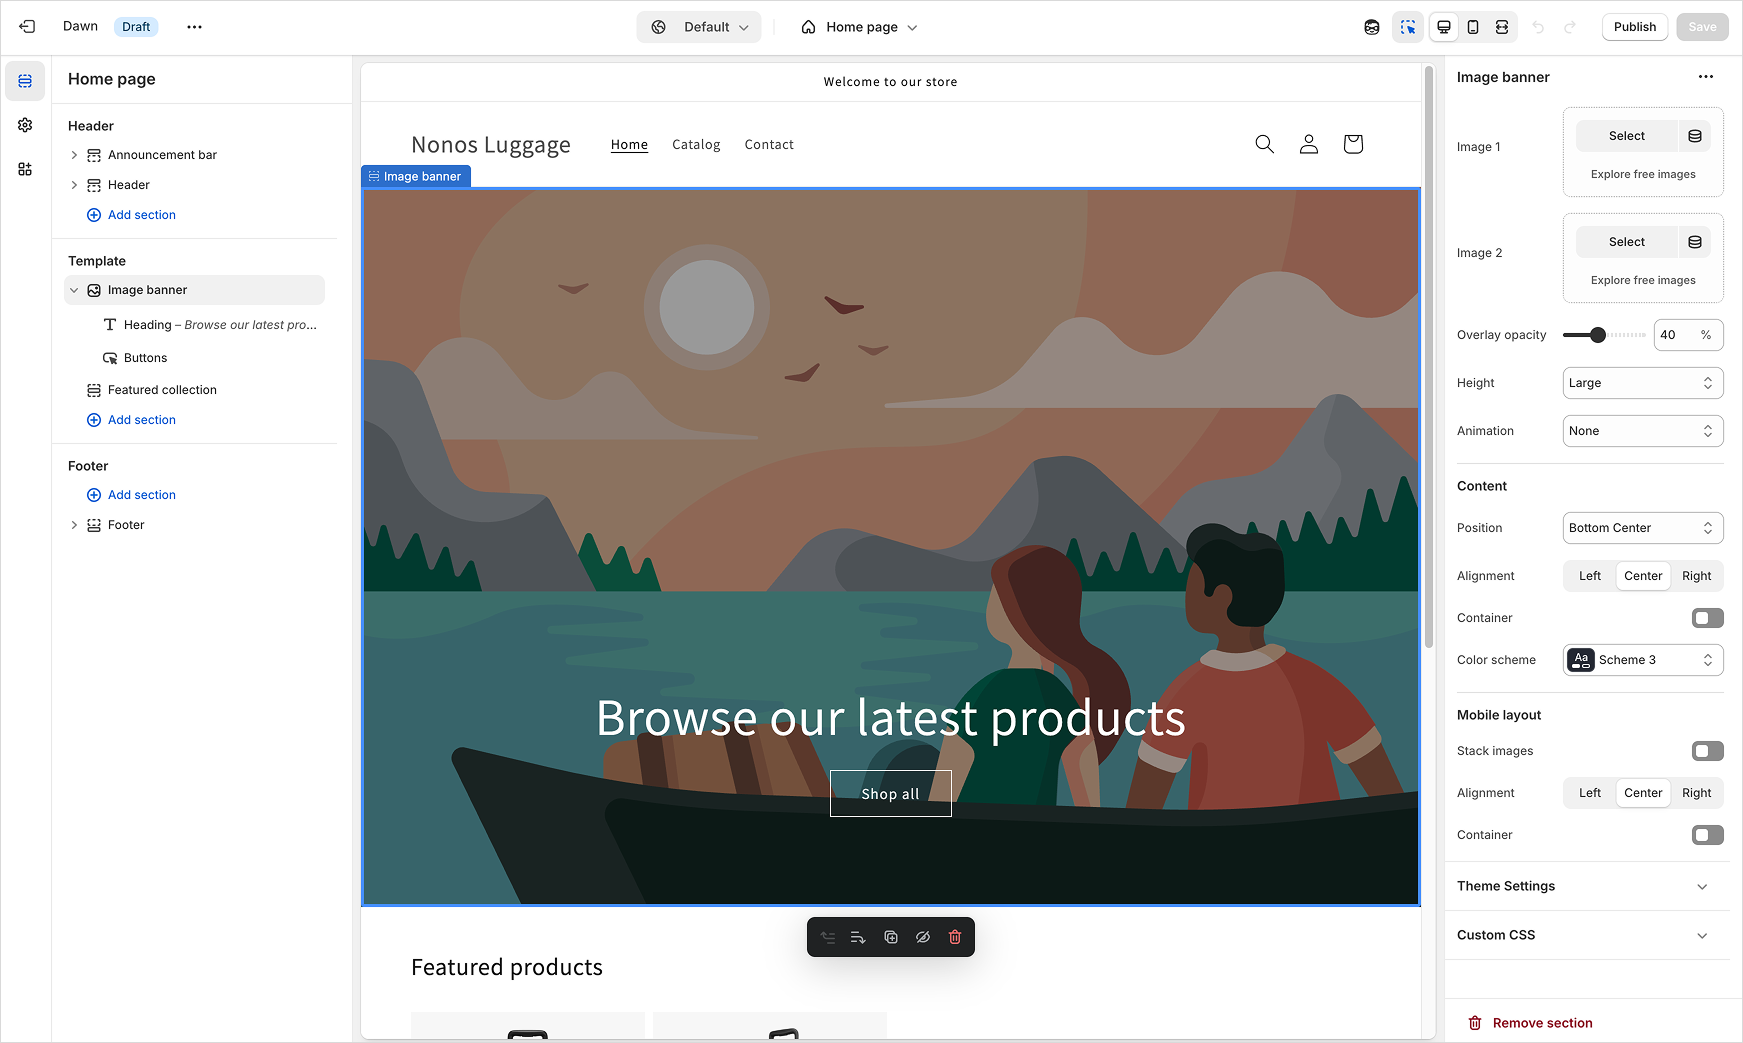 Dawn
Draft
Default
Home page
Publish
Save
Home page
Header
Announcement bar
Header
Add section
Template
Image banner
Heading – Browse our latest pro...
Buttons
Featured collection
Add section
Footer
Add section
Footer
Welcome to our store
Nonos Luggage
Home
Catalog
Contact
Image banner
Browse our latest products
Shop all
Featured products
Image banner
Image 1
Select
Explore free images
Image 2
Select
Explore free images
Overlay opacity
40 %
Height
Large
Animation
None
Content
Position
Bottom Center
Alignment
Left Center Right
Container
Color scheme
Aa Scheme 3
Mobile layout
Stack images
Alignment
Left Center Right
Container
Theme Settings
Custom CSS
Remove section